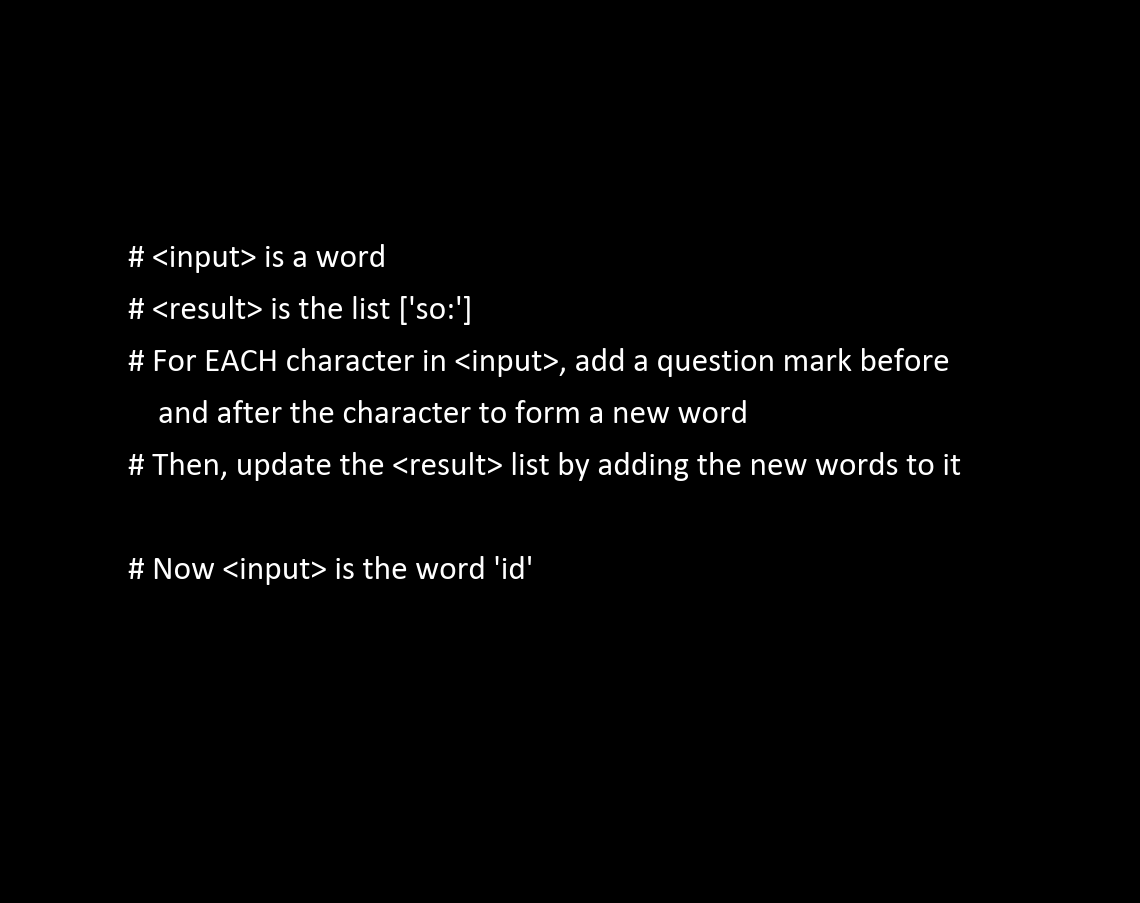 # <input> is a word
# <result> is the list ['so:']
# For EACH character in <input>, add a question mark before
and after the character to form a new word
# Then, update the <result> list by adding the new words to it
# Now <input> is the word 'id'